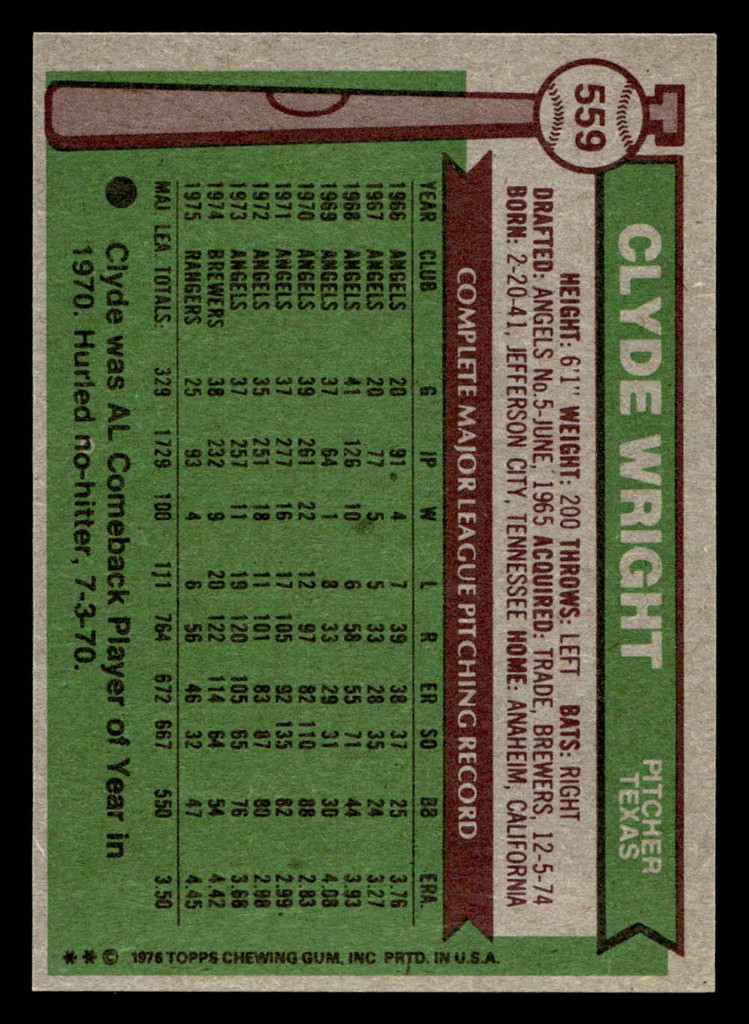 559
CLYDE WRIGHT
PITCHER
TEXAS
HEIGHT: 6'1" WEIGHT: 200 THROWS: LEFT BATS: RIGHT
DRAFTED: ANGELS No.5-JUNE, 1965 ACQUIRED: TRADE, BREWERS, 12-5-74
BORN: 2-20-41, JEFFERSON CITY, TENNESSEE HOME: ANAHEIM, CALIFORNIA
COMPLETE MAJOR LEAGUE PITCHING RECORD
YEAR CLUB G IP W L R ER SO BB ERA.
1966 ANGELS 20 91 4 7 39 38 37 25 3.76
1967 ANGELS 20 77 5 5 33 28 35 24 3.27
1968 ANGELS 41 126 10 6 58 55 71 44 3.93
1969 ANGELS 37 64 1 8 33 29 31 30 4.08
1970 ANGELS 39 261 22 12 97 82 110 88 2.83
1971 ANGELS 37 277 16 17 105 92 135 82 2.99
1972 ANGELS 35 251 18 11 101 83 87 80 2.98
1973 ANGELS 37 257 11 19 120 105 65 76 3.68
1974 BREWERS 38 232 9 20 122 114 64 54 4.42
1975 RANGERS 25 93 4 6 56 46 32 47 4.45
MAJ LEA TOTALS: 329 1729 100 111 764 672 667 550 3.50
Clyde was AL Comeback Player of Year in
1970. Hurled no-hitter, 7-3-70.
** © 1976 TOPPS CHEWING GUM, INC PRTD. IN U.S.A.